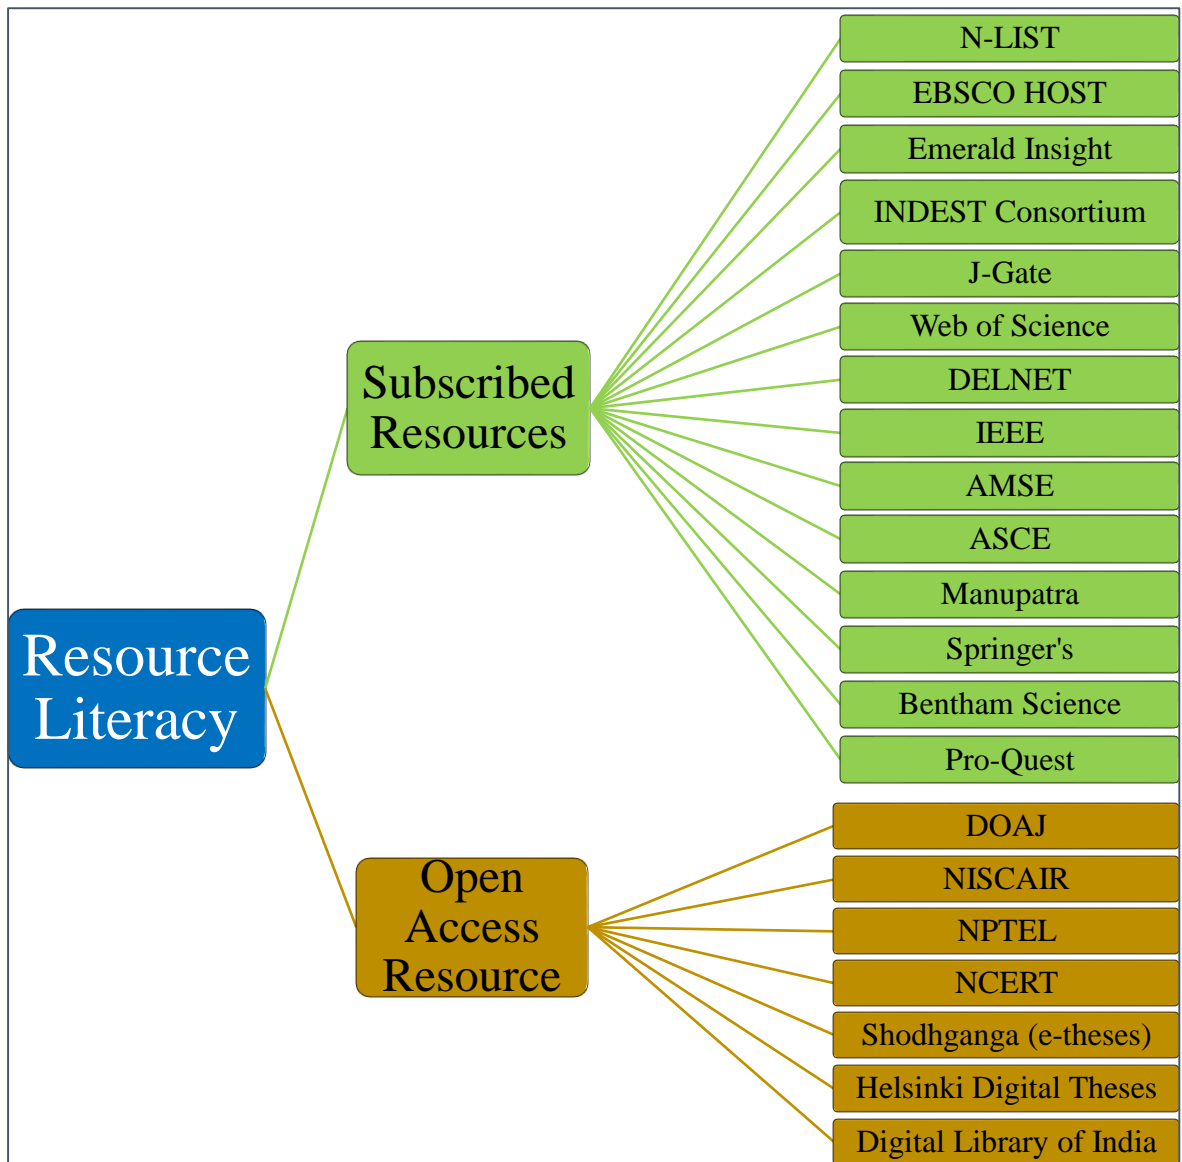 Resource
Literacy
Subscribed
Resources
N-LIST
EBSCO HOST
Emerald Insight
INDEST Consortium
J-Gate
Web of Science
DELNET
IEEE
AMSE
ASCE
Manupatra
Springer's
Bentham Science
Pro-Quest
Open
Access
Resource
DOAJ
NISCAIR
NPTEL
NCERT
Shodhganga (e-theses)
Helsinki Digital Theses
Digital Library of India